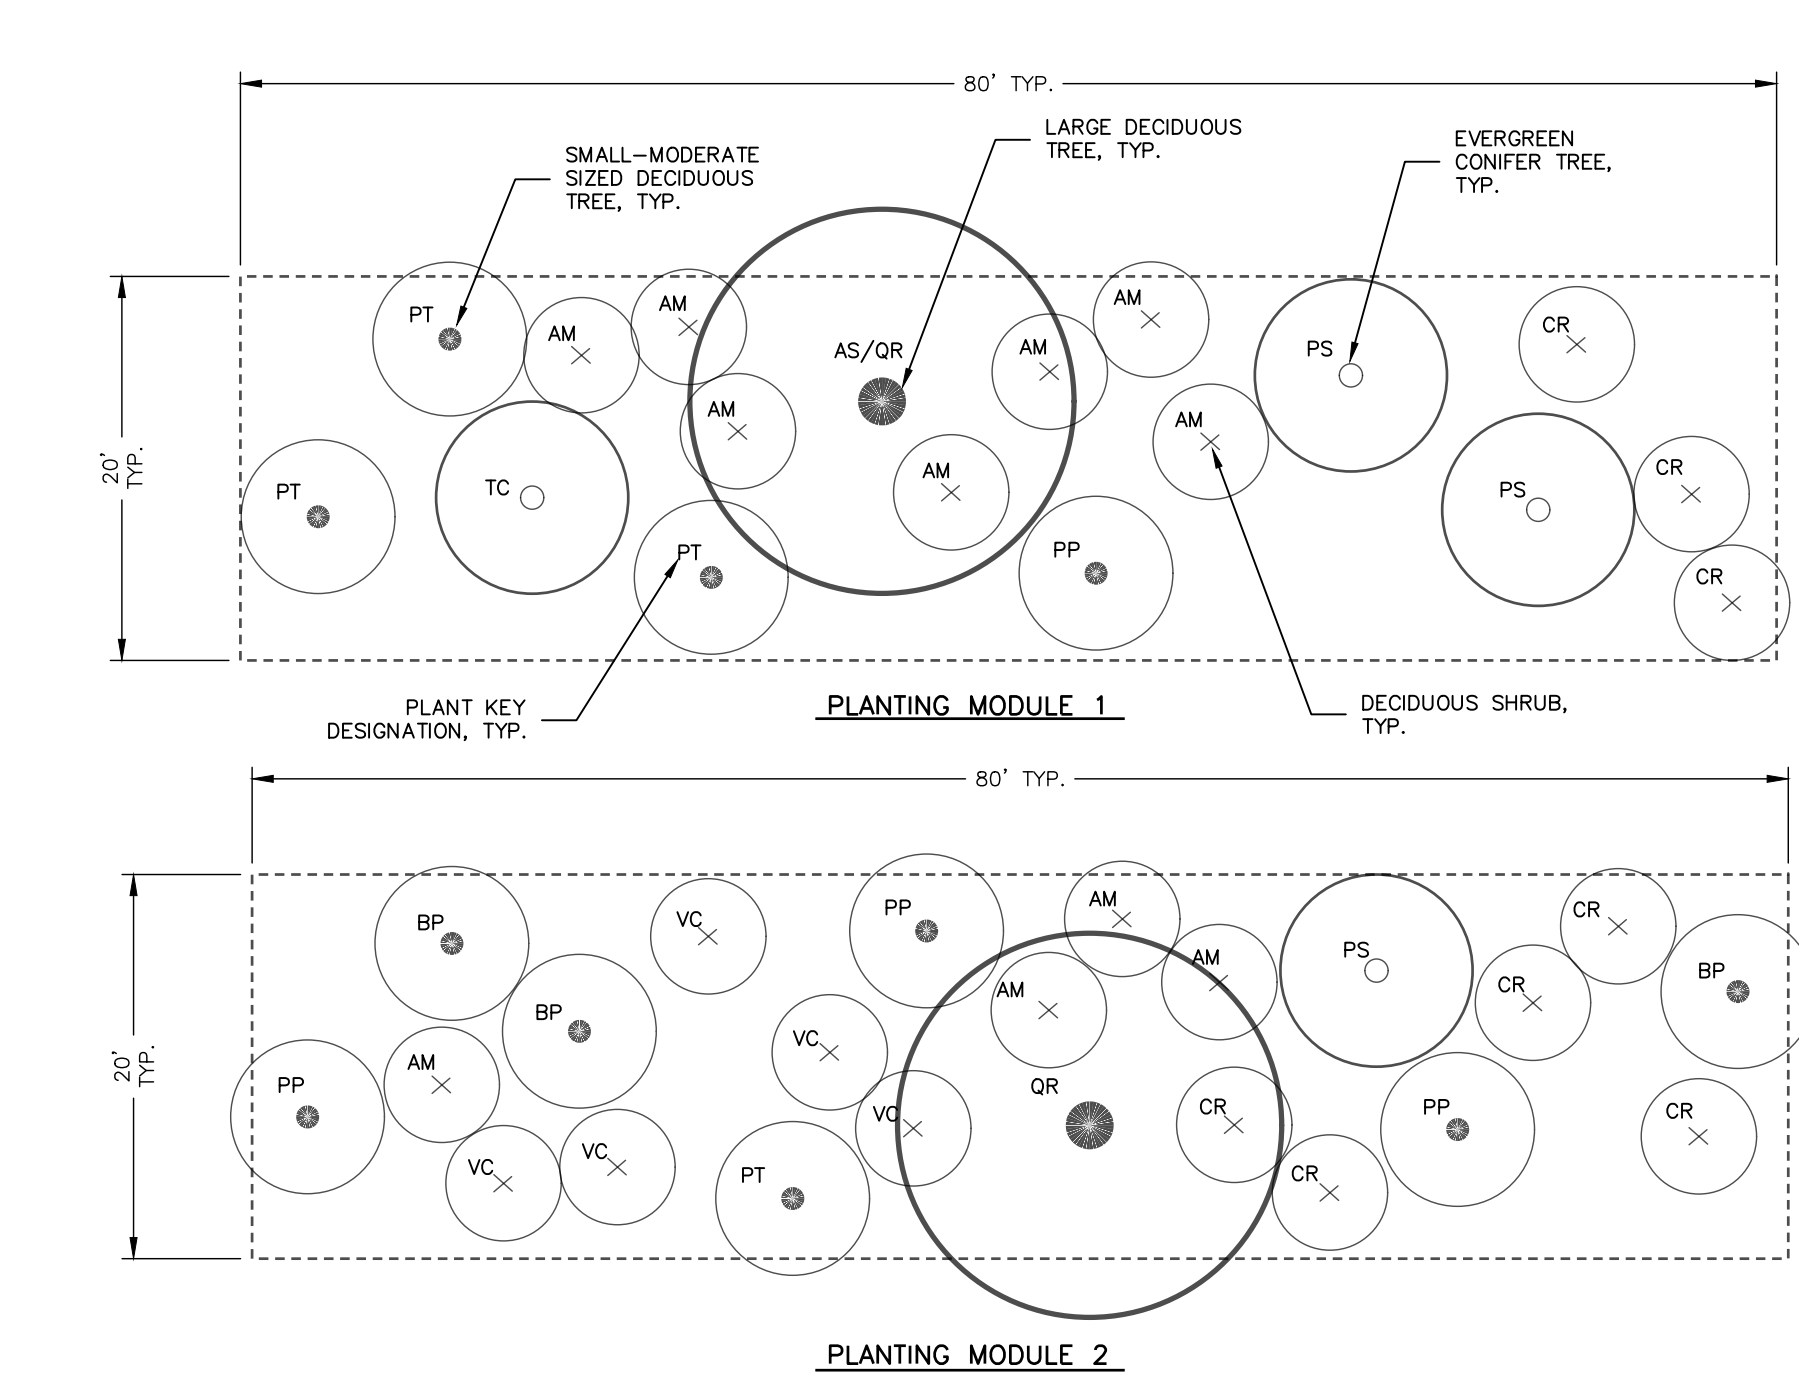 80' TYP.
LARGE DECIDUOUS
TREE, TYP.
EVERGREEN
CONIFER TREE,
TYP.
SMALL-MODERATE
SIZED DECIDUOUS
TREE, TYP.
PT
AM
AM
AM
AM
CR
AS/QR
AM
PS
AM
AM
20'
TYP.
PT
TC
AM
PS
CR
PT
PP
CR
PLANT KEY
DESIGNATION, TYP.
PLANTING MODULE 1
DECIDUOUS SHRUB,
TYP.
80' TYP.
BP
VC
PP
AM
CR
AM
PS
BP
BP
AM
CR
20'
TYP.
PP
AM
VC
QR
VC
CR
PP
CR
VC
VC
PT
CR
PLANTING MODULE 2